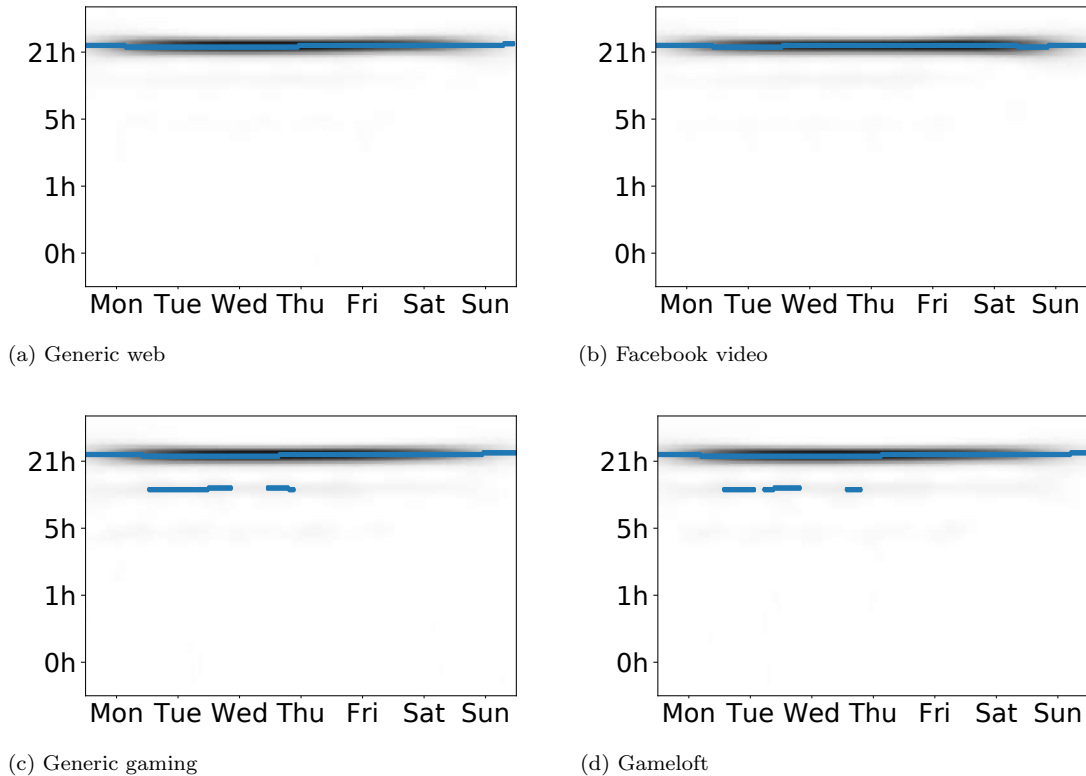 21h
5h
1h
0h
Mon Tue Wed Thu Fri Sat Sun
(a) Generic web
21h
5h
1h
0h
Mon Tue Wed Thu Fri Sat Sun
(b) Facebook video
21h
5h
1h
0h
Mon Tue Wed Thu Fri Sat Sun
(c) Generic gaming
21h
5h
1h
0h
Mon Tue Wed Thu Fri Sat Sun
(d) Gameloft